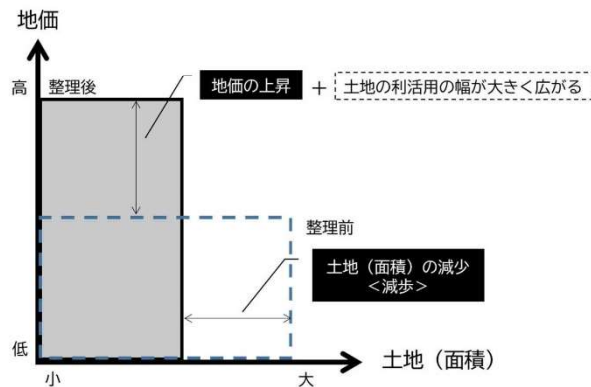 地価
高
整理後
地価の上昇
+
土地の利活用の幅が大きく広がる
整理前
土地（面積）の減少
<減歩>
低
土地（面積）
小
大